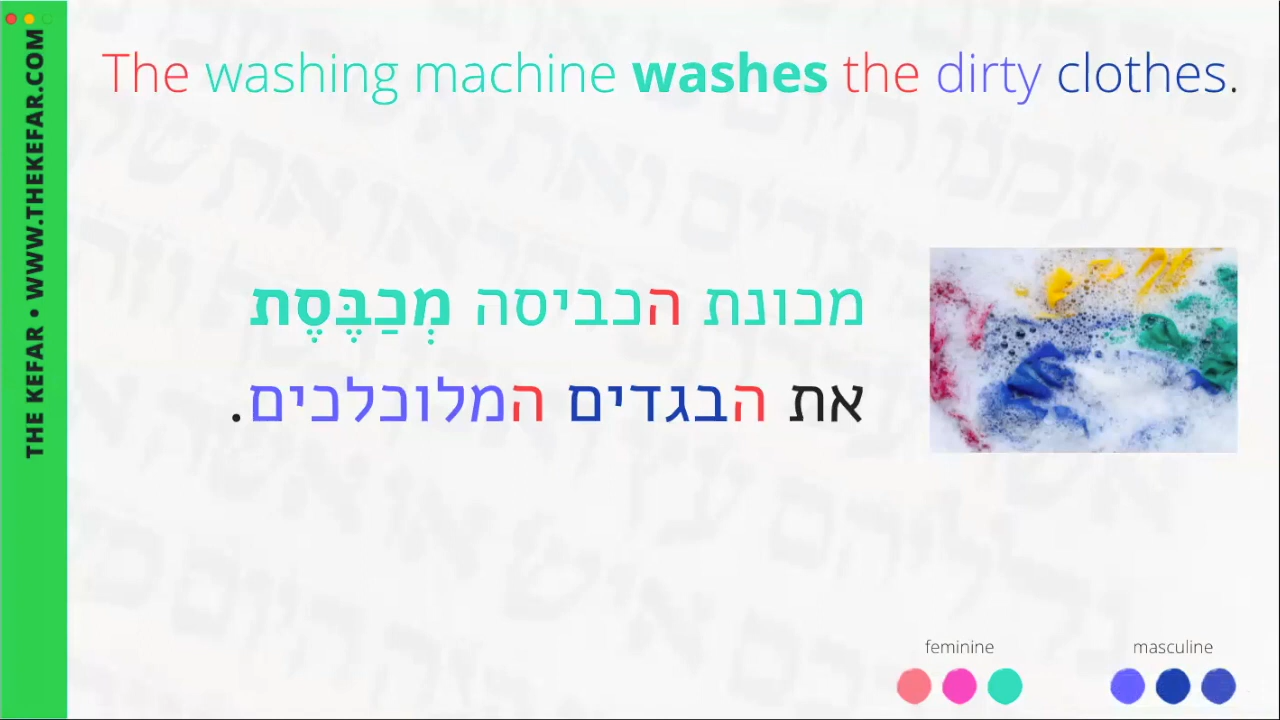 THE KEFAR • WWW.THEKEFAR.COM
The washing machine washes the dirty clothes.
מכונת הכביסה מְכַבֶּסֶת
את הבגדים המלוכלכים.
feminine
masculine